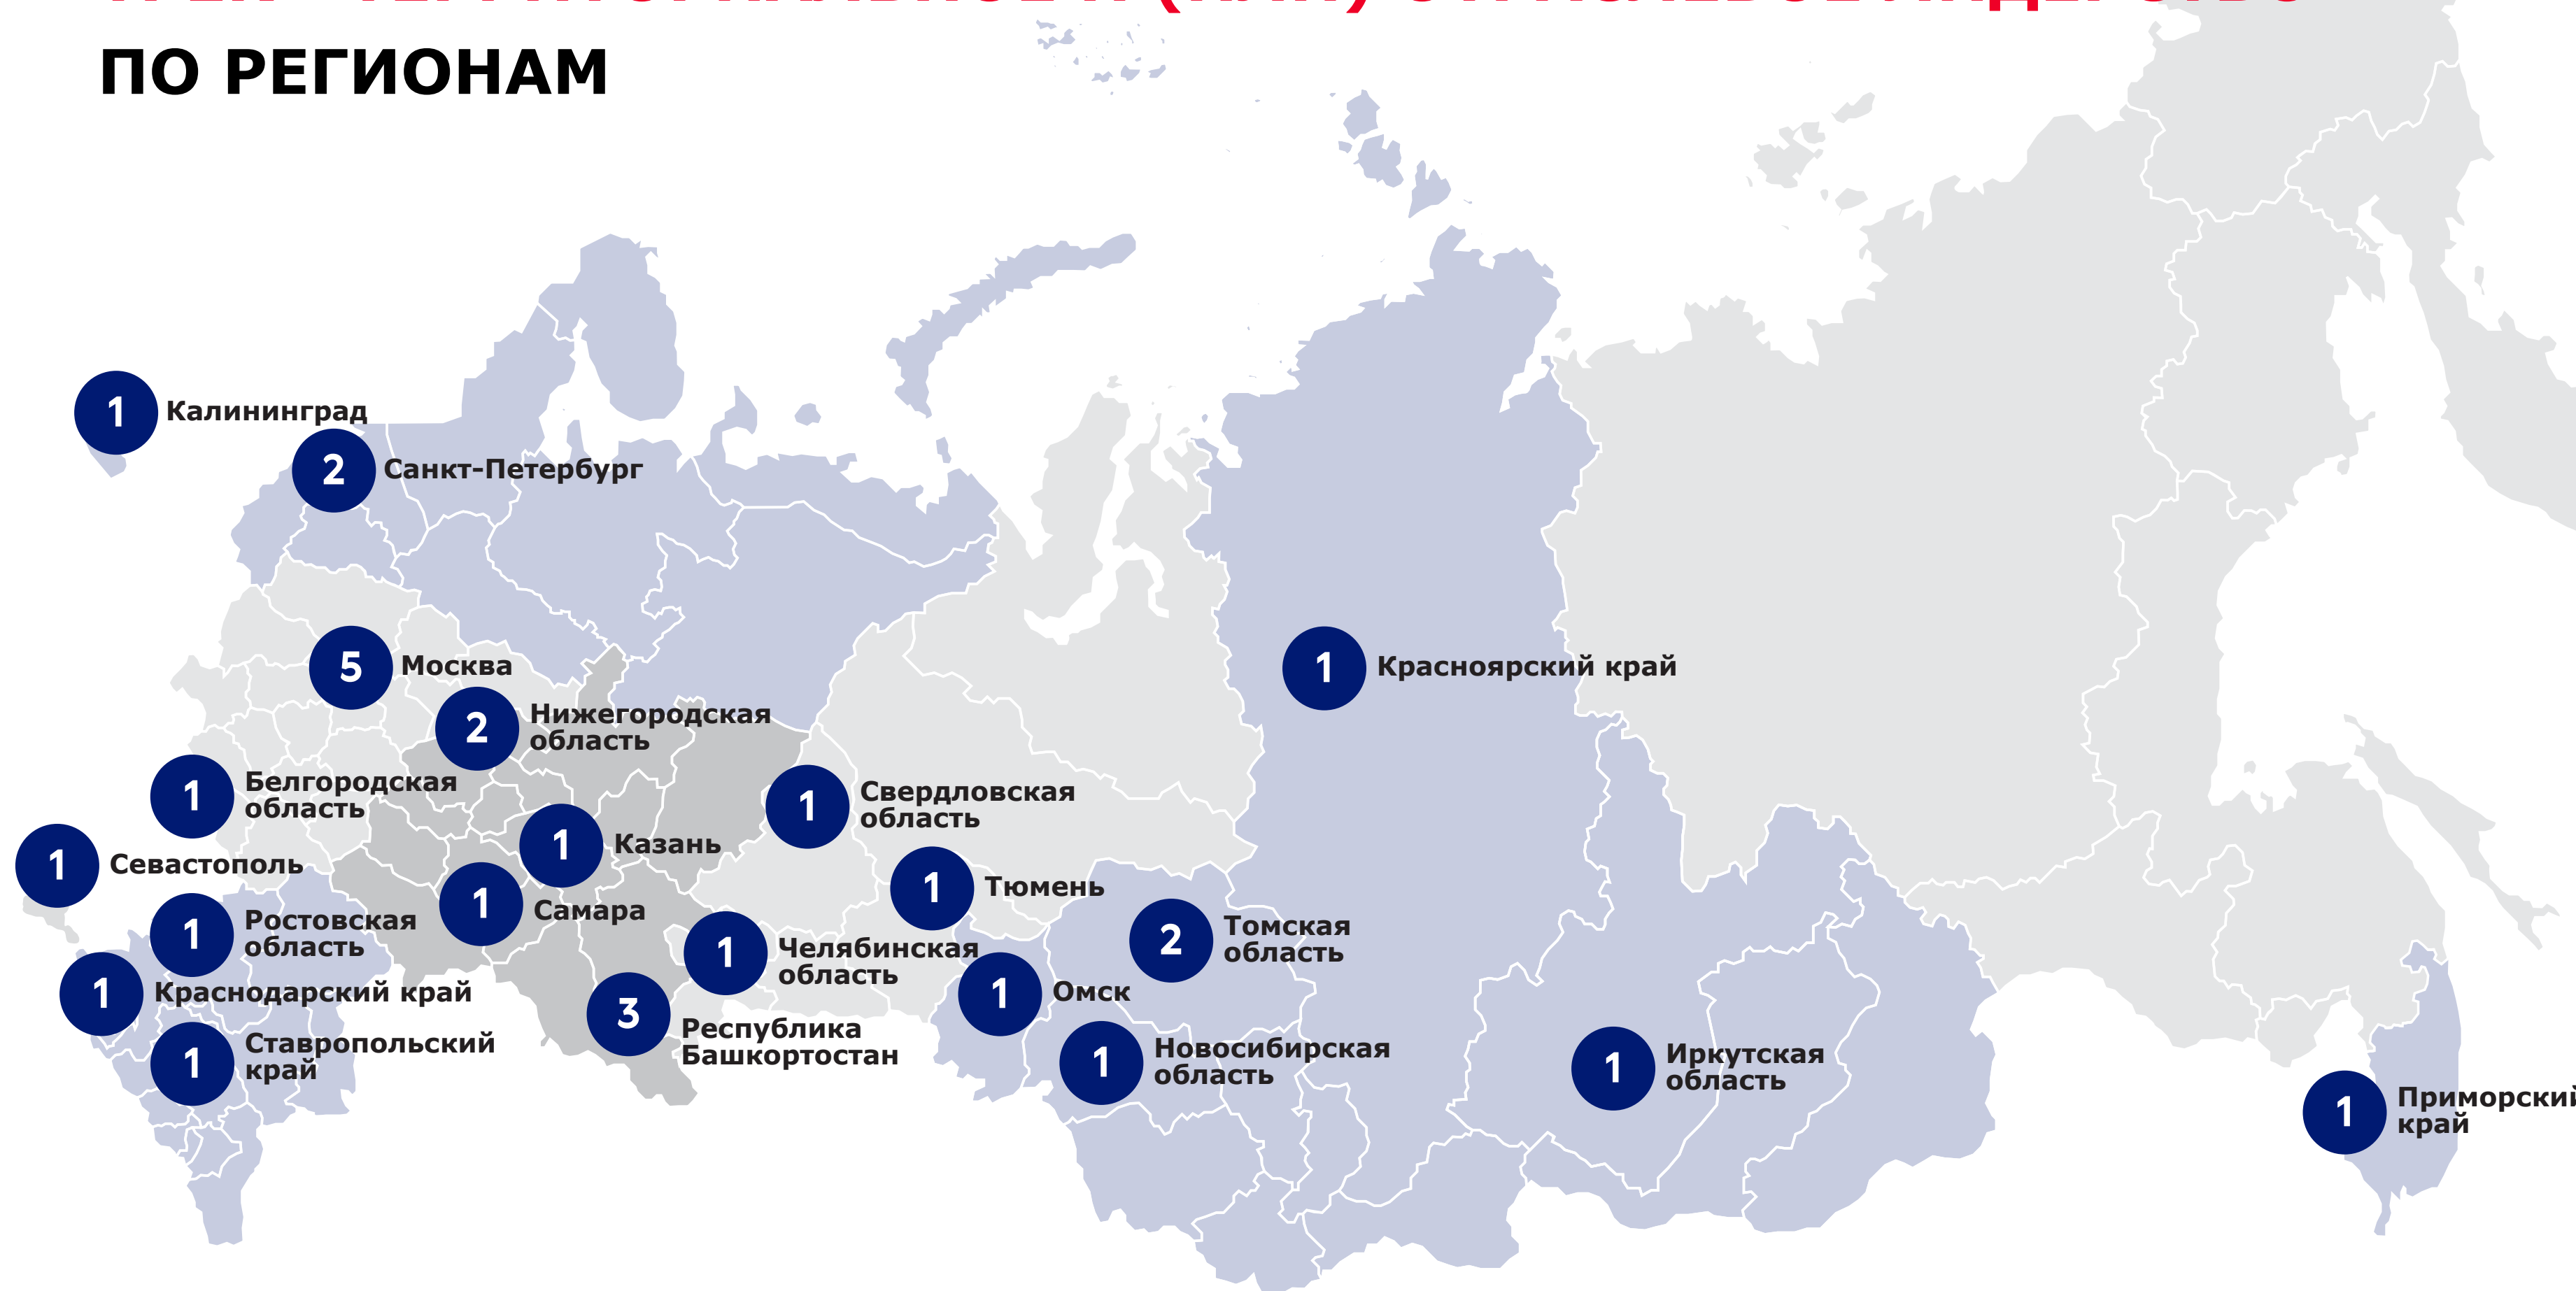 ПО РЕГИОНАМ
1 Калининград
2 Санкт-Петербург
5 Москва
1 Красноярский край
2 Нижегородская
область
1 Белгородская
область
1 Свердловская
область
1 Казань
1 Севастополь
1 Тюмень
1 Самара
1 Ростовская
область
2 Томская
область
1 Челябинская
область
1 Краснодарский край
1 Омск
3 Республика
Башкортостан
1 Ставропольский
край
1 Новосибирская
область
1 Иркутская
область
1 Приморский
край